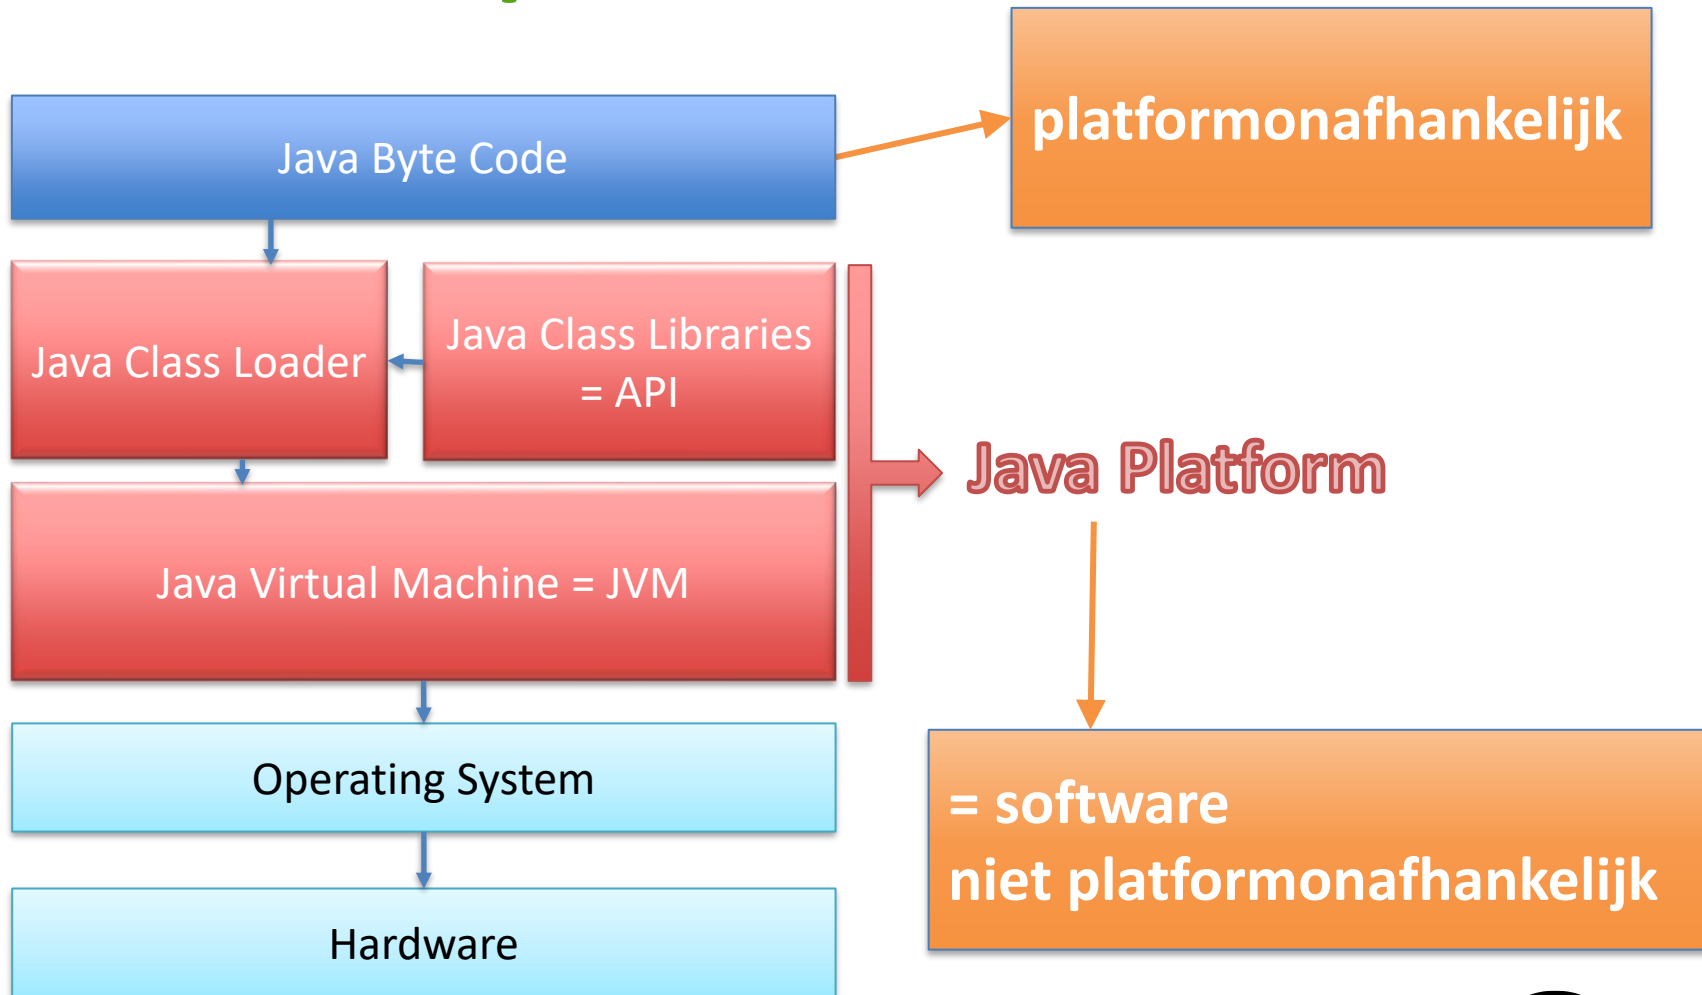 Java Byte Code
platformonafhankelijk
Java Class Loader
Java Class Libraries
= API
Java Platform
Java Virtual Machine = JVM
Operating System
= software
niet platformonafhankelijk
Hardware